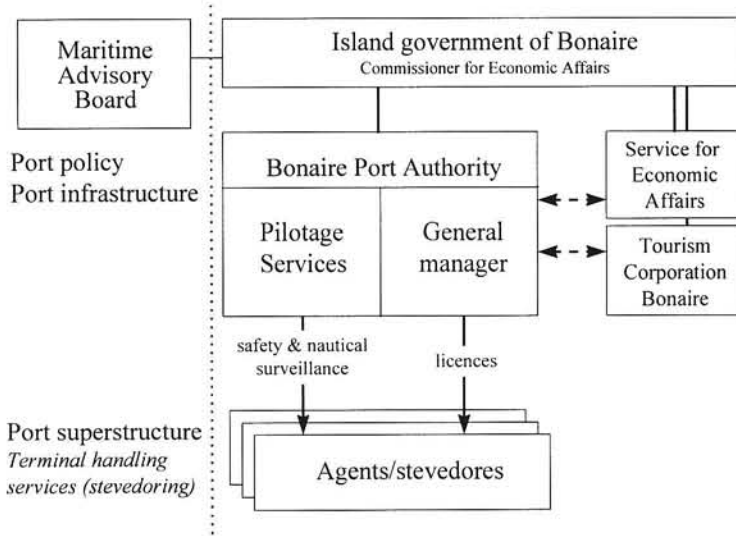 Maritime
Advisory
Board
Island government of Bonaire
Commissioner for Economic Affairs
Port policy
Port infrastructure
Bonaire Port Authority
Pilotage
Services
General
manager
Service for
Economic
Affairs
Tourism
Corporation
Bonaire
safety & nautical
surveillance
licences
Port superstructure
Terminal handling
services (stevedoring)
Agents/stevedores